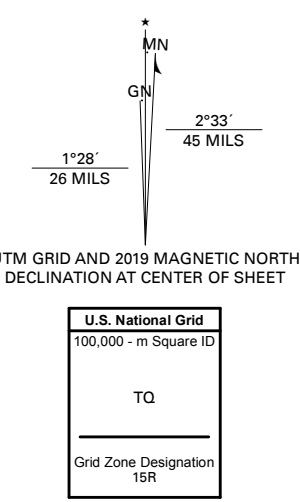 ★
MN
GN
2°33´
45 MILS
1°28´
26 MILS
UTM GRID AND 2019 MAGNETIC NORTH
DECLINATION AT CENTER OF SHEET
U.S. National Grid
100,000 - m Square ID
TQ
Grid Zone Designation
15R